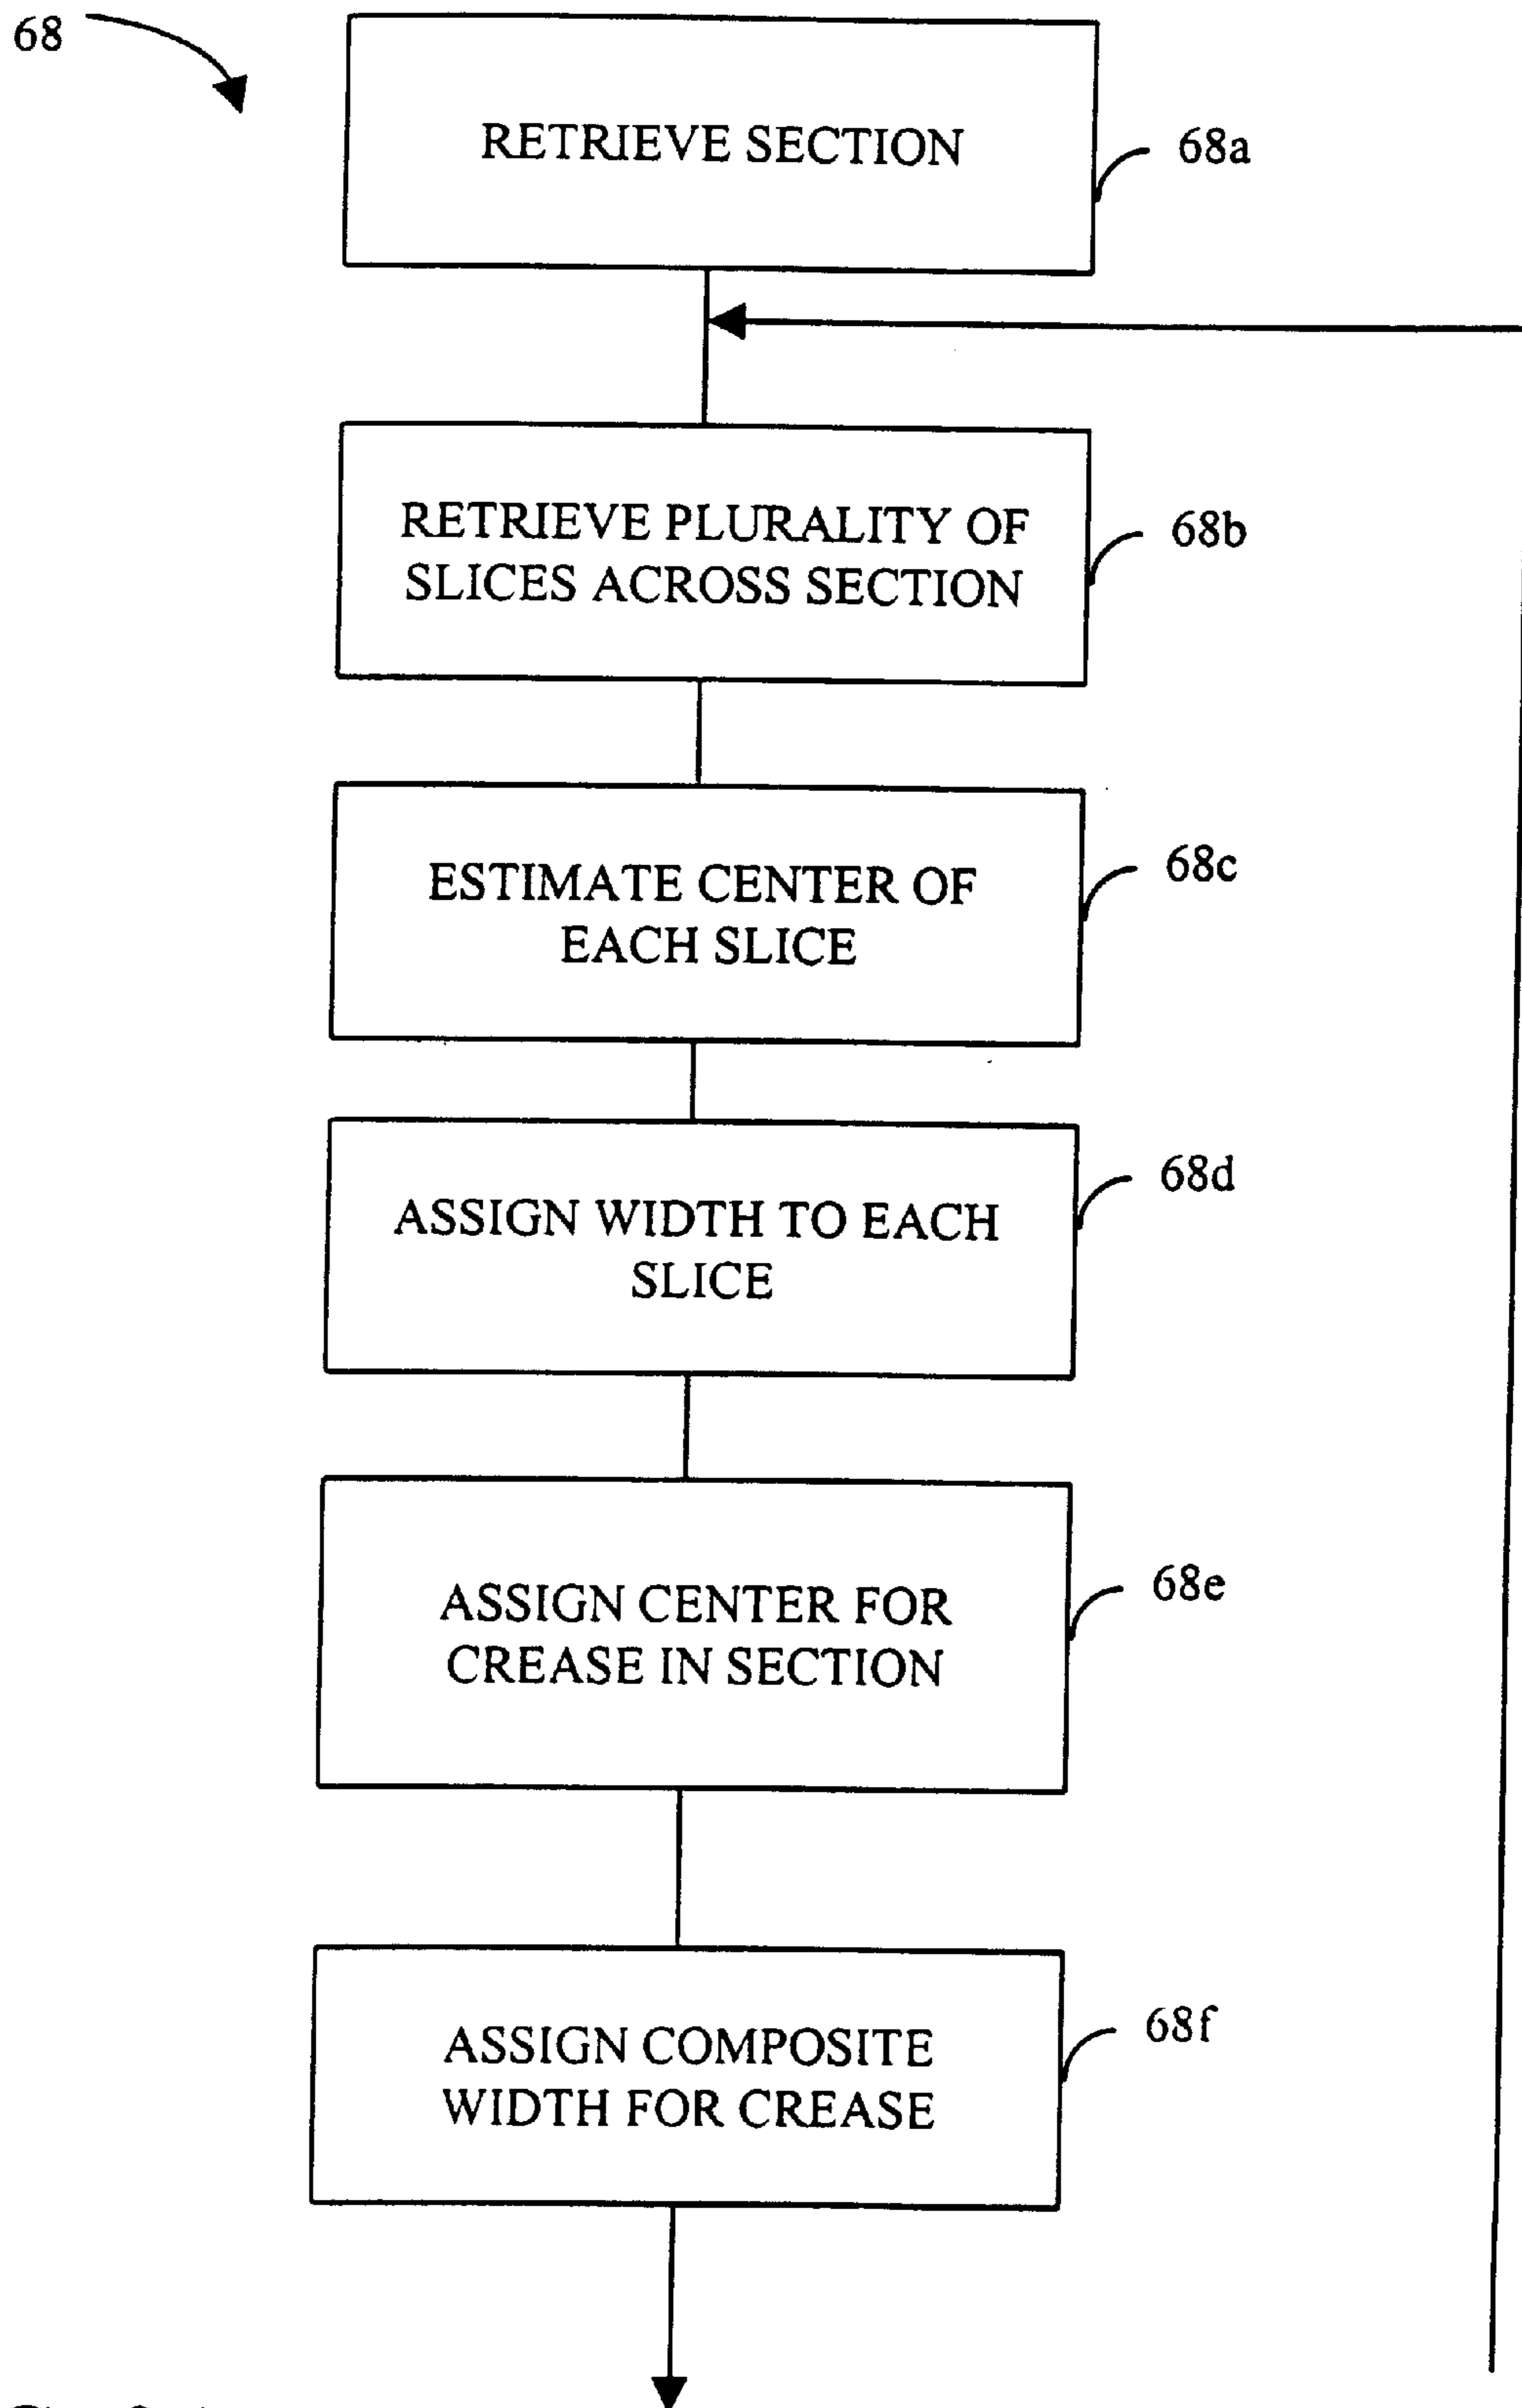 68
RETRIEVE SECTION
68a
RETRIEVE PLURALITY OF
SLICES ACROSS SECTION
68b
ESTIMATE CENTER OF
EACH SLICE
68c
ASSIGN WIDTH TO EACH
SLICE
68d
ASSIGN CENTER FOR
CREASE IN SECTION
68e
ASSIGN COMPOSITE
WIDTH FOR CREASE
68f